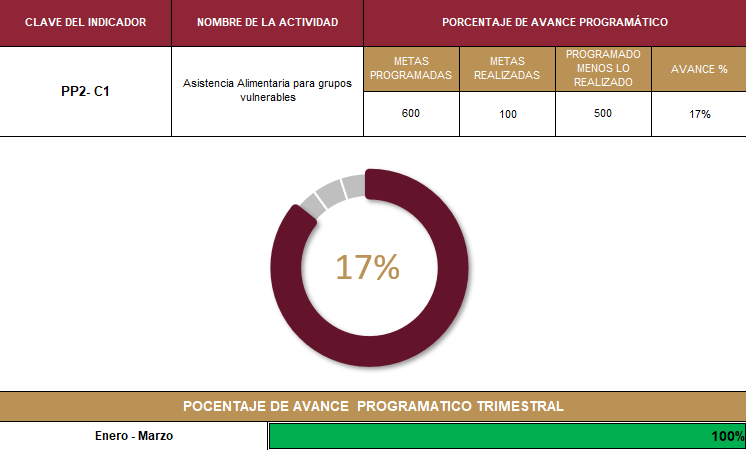 CLAVE DEL INDICADOR
NOMBRE DE LA ACTIVIDAD
PORCENTAJE DE AVANCE PROGRAMÁTICO
PP2- C1
Asistencia Alimentaria para grupos
vulnerables
METAS
PROGRAMADAS
METAS
REALIZADAS
PROGRAMADO
MENOS LO
REALIZADO
AVANCE %
600
100
500
17%
17%
POCENTAJE DE AVANCE PROGRAMATICO TRIMESTRAL
Enero - Marzo
100%